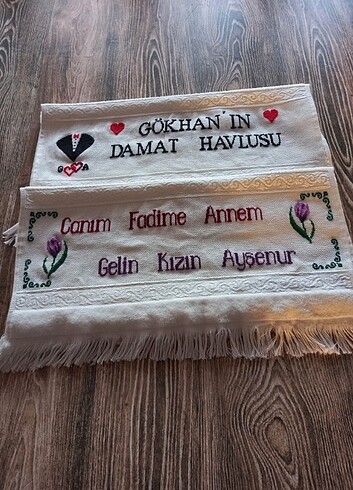 GÖKHAN'IN
DAMAT HAVLUSU
G A
Canım Fadime Annem
Gelin Kızın Ayşenur